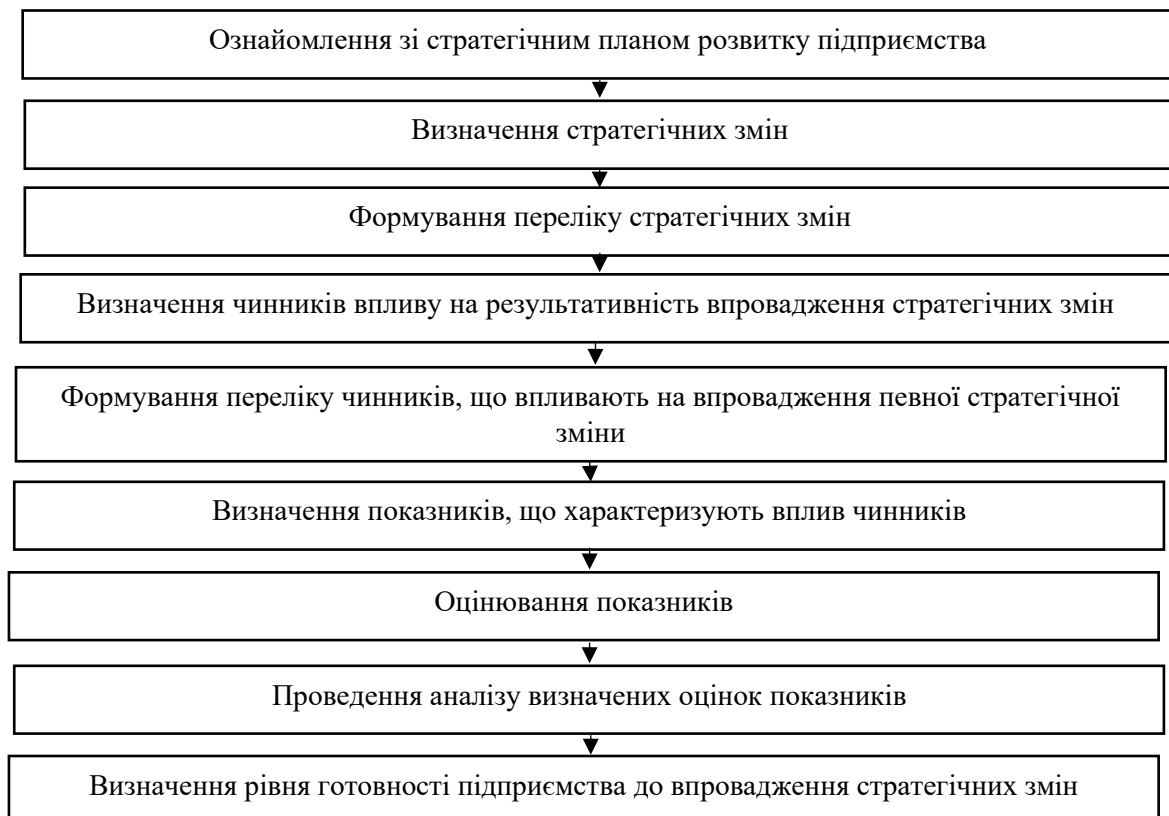 Ознайомлення зі стратегічним планом розвитку підприємства
Визначення стратегічних змін
Формування переліку стратегічних змін
Визначення чинників впливу на результативність впровадження стратегічних змін
Формування переліку чинників, що впливають на впровадження певної стратегічної
зміни
Визначення показників, що характеризують вплив чинників
Оцінювання показників
Проведення аналізу визначених оцінок показників
Визначення рівня готовності підприємства до впровадження стратегічних змін